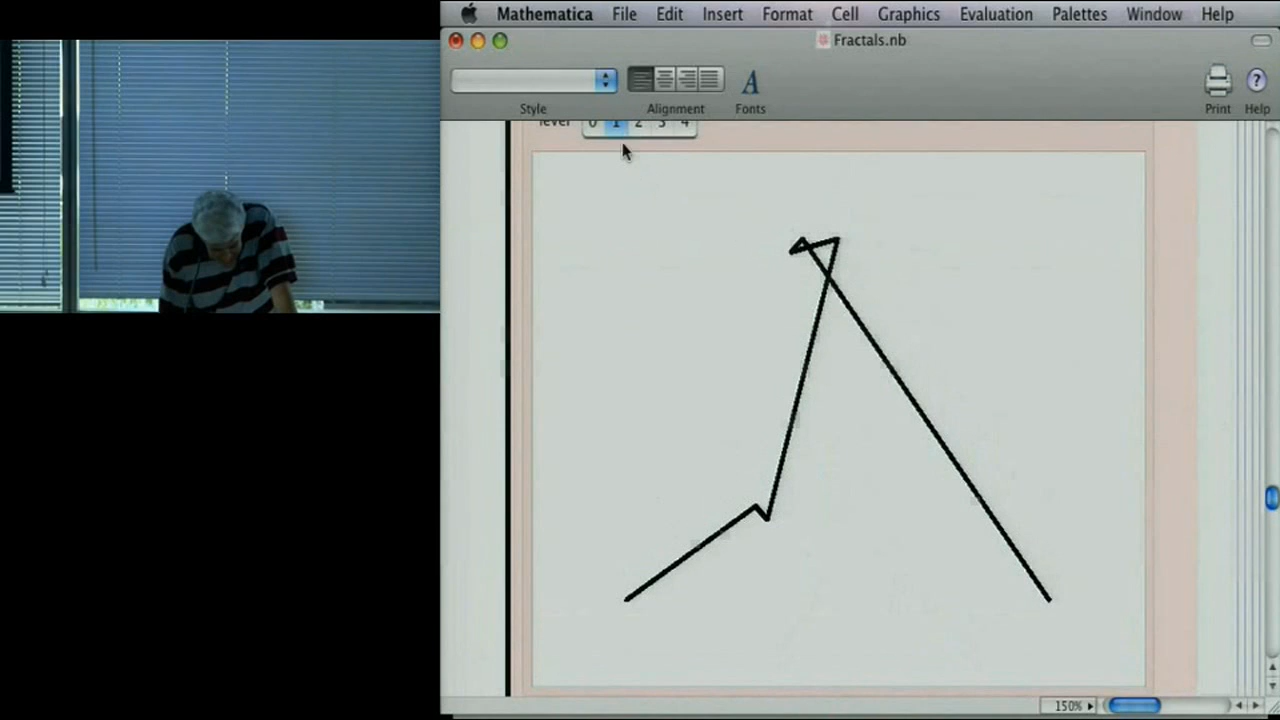 Mathematica File Edit Insert Format Cell Graphics Evaluation Palettes Window Help
Fractals.nb
A
?
Style Alignment Fonts Print Help
level 0 1 2 3 4
150%